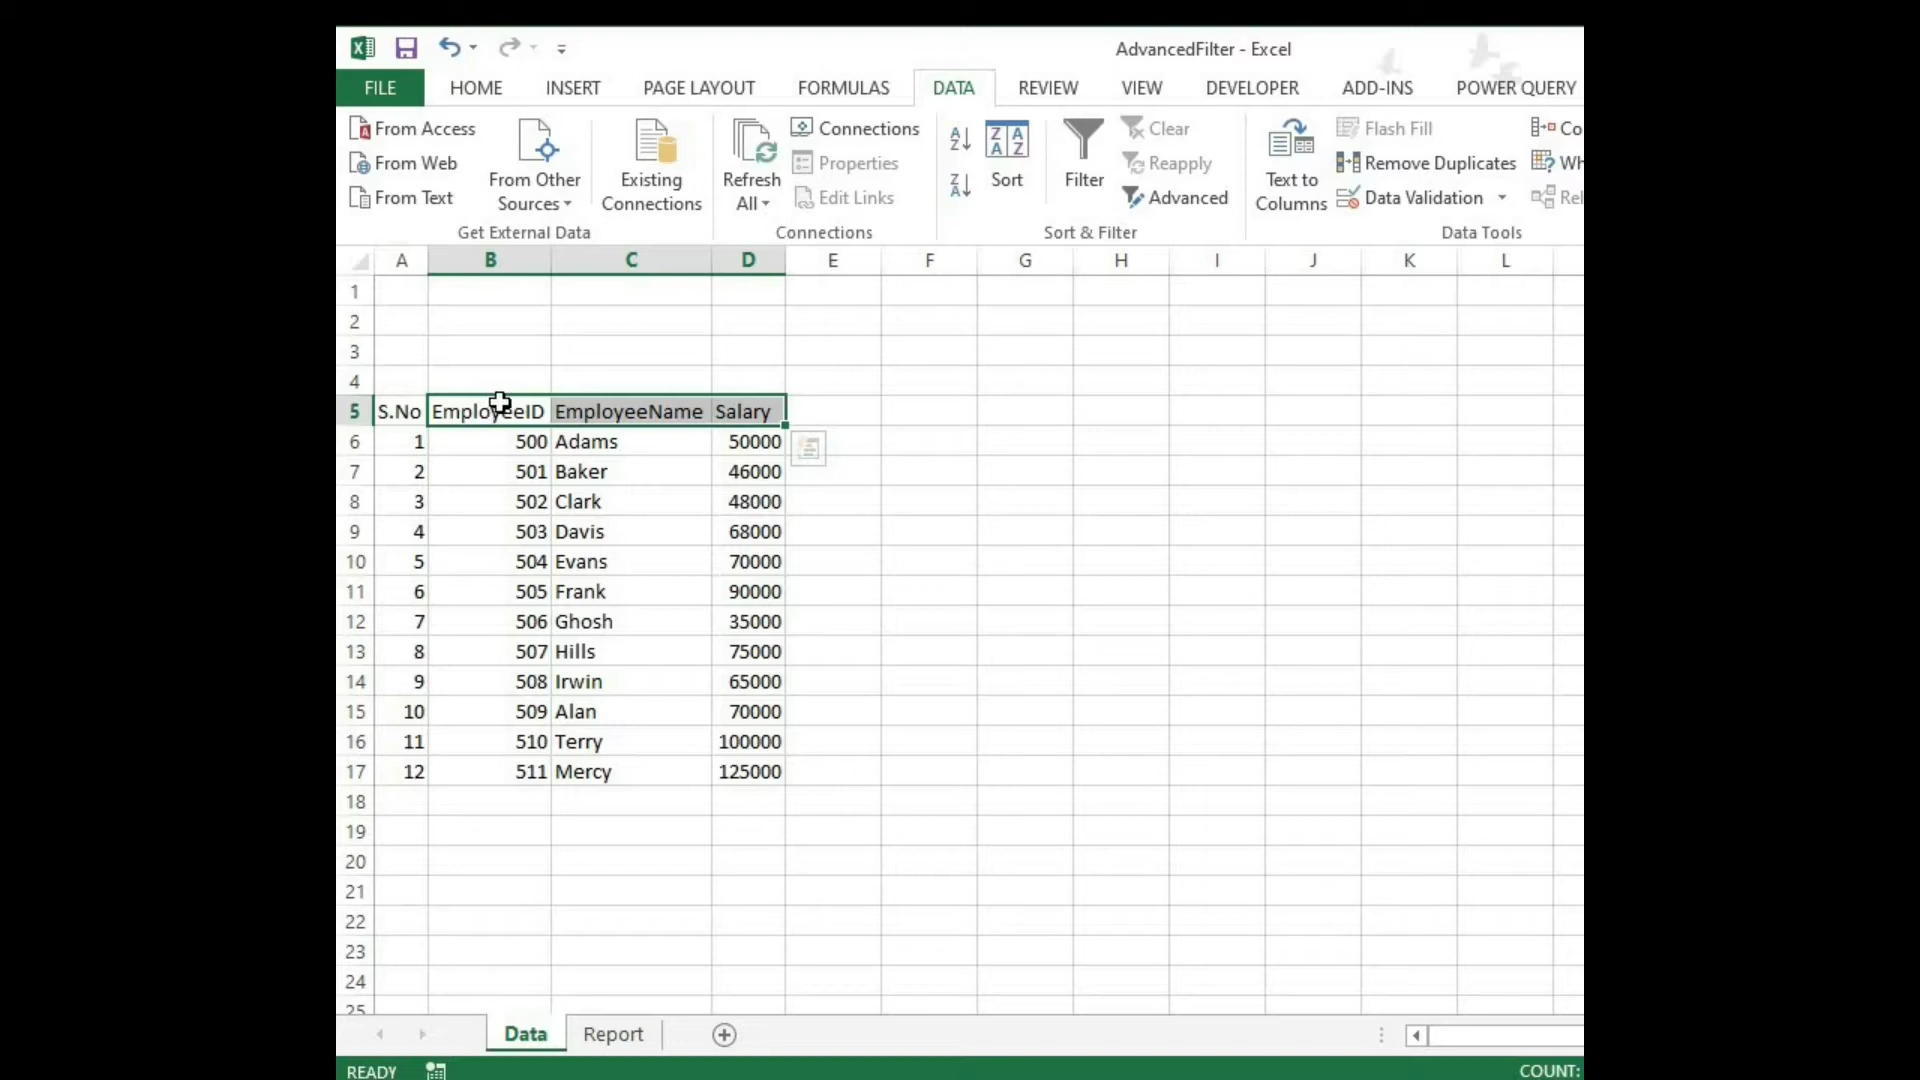 AdvancedFilter - Excel
FILE HOME INSERT PAGE LAYOUT FORMULAS DATA REVIEW VIEW DEVELOPER ADD-INS POWER QUERY
From Access
From Web
From Text
From Other
Sources
Existing
Connections
Get External Data
Refresh
All
Connections
Properties
Edit Links
Connections
Sort
Filter
Clear
Reapply
Advanced
Sort & Filter
Text to
Columns
Flash Fill
Remove Duplicates
Data Validation
Co
Wh
Rel
Data Tools
A B C D E F G H I J K L
1
2
3
4
5 S.No EmployeeID EmployeeName Salary
6 1 500 Adams 50000
7 2 501 Baker 46000
8 3 502 Clark 48000
9 4 503 Davis 68000
10 5 504 Evans 70000
11 6 505 Frank 90000
12 7 506 Ghosh 35000
13 8 507 Hills 75000
14 9 508 Irwin 65000
15 10 509 Alan 70000
16 11 510 Terry 100000
17 12 511 Mercy 125000
18
19
20
21
22
23
24
25
Data Report
READY COUNT: